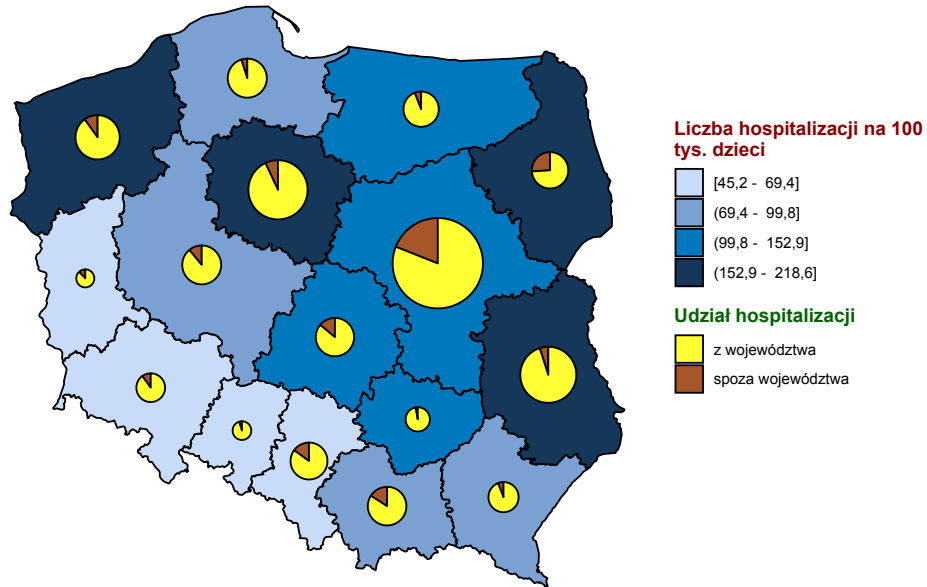 Liczba hospitalizacji na 100
tys. dzieci
[45,2 - 69,4]
(69,4 - 99,8]
(99,8 - 152,9]
(152,9 - 218,6]
Udział hospitalizacji
z województwa
spoza województwa